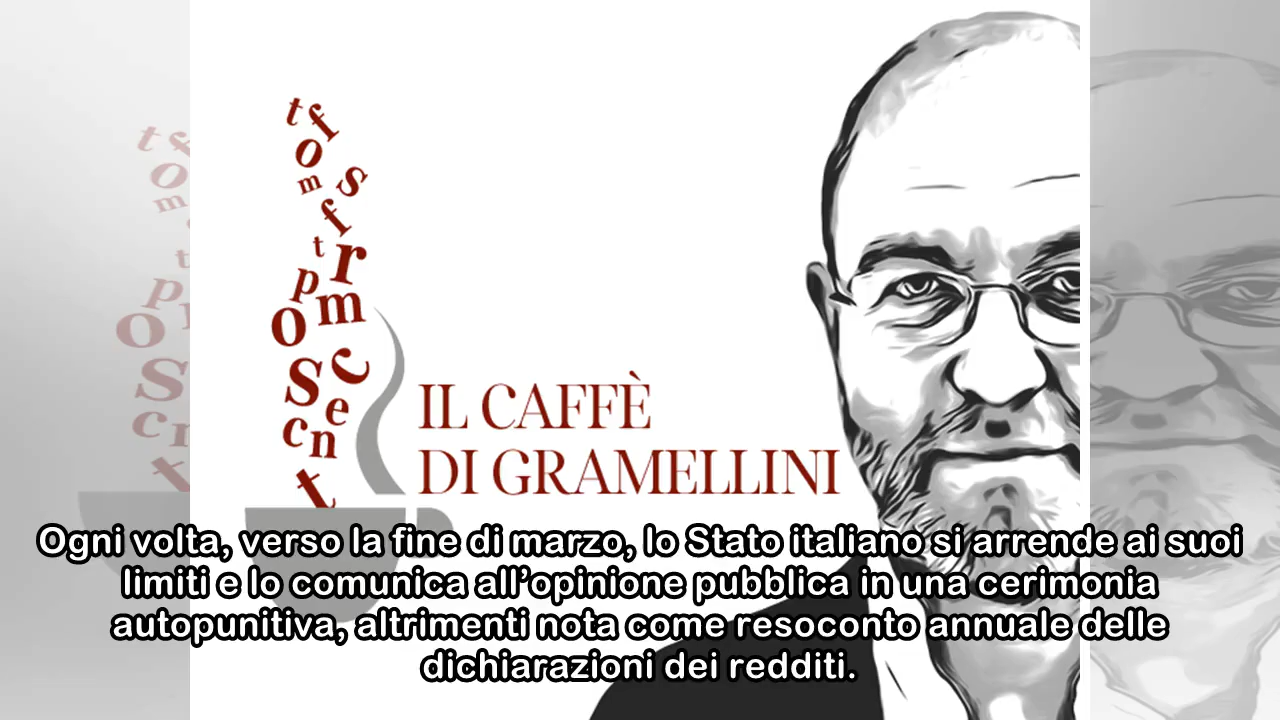 t f
o
m s
f
t r
p m
o
s c
e
c n
t
IL CAFFÈ
DI GRAMELLINI
Ogni volta, verso la fine di marzo, lo Stato italiano si arrende ai suoi
limiti e lo comunica all’opinione pubblica in una cerimonia
autopunitiva, altrimenti nota come resoconto annuale delle
dichiarazioni dei redditi.